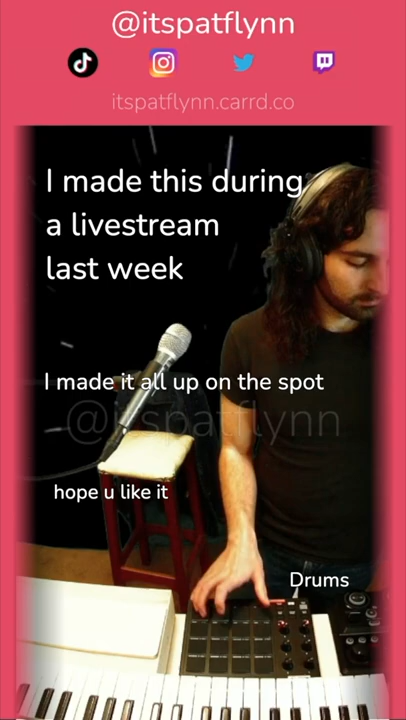 @itspatflynn
itspatflynn.carrd.co
I made this during
a livestream
last week
I made it all up on the spot
@itspatflynn
hope u like it
Drums